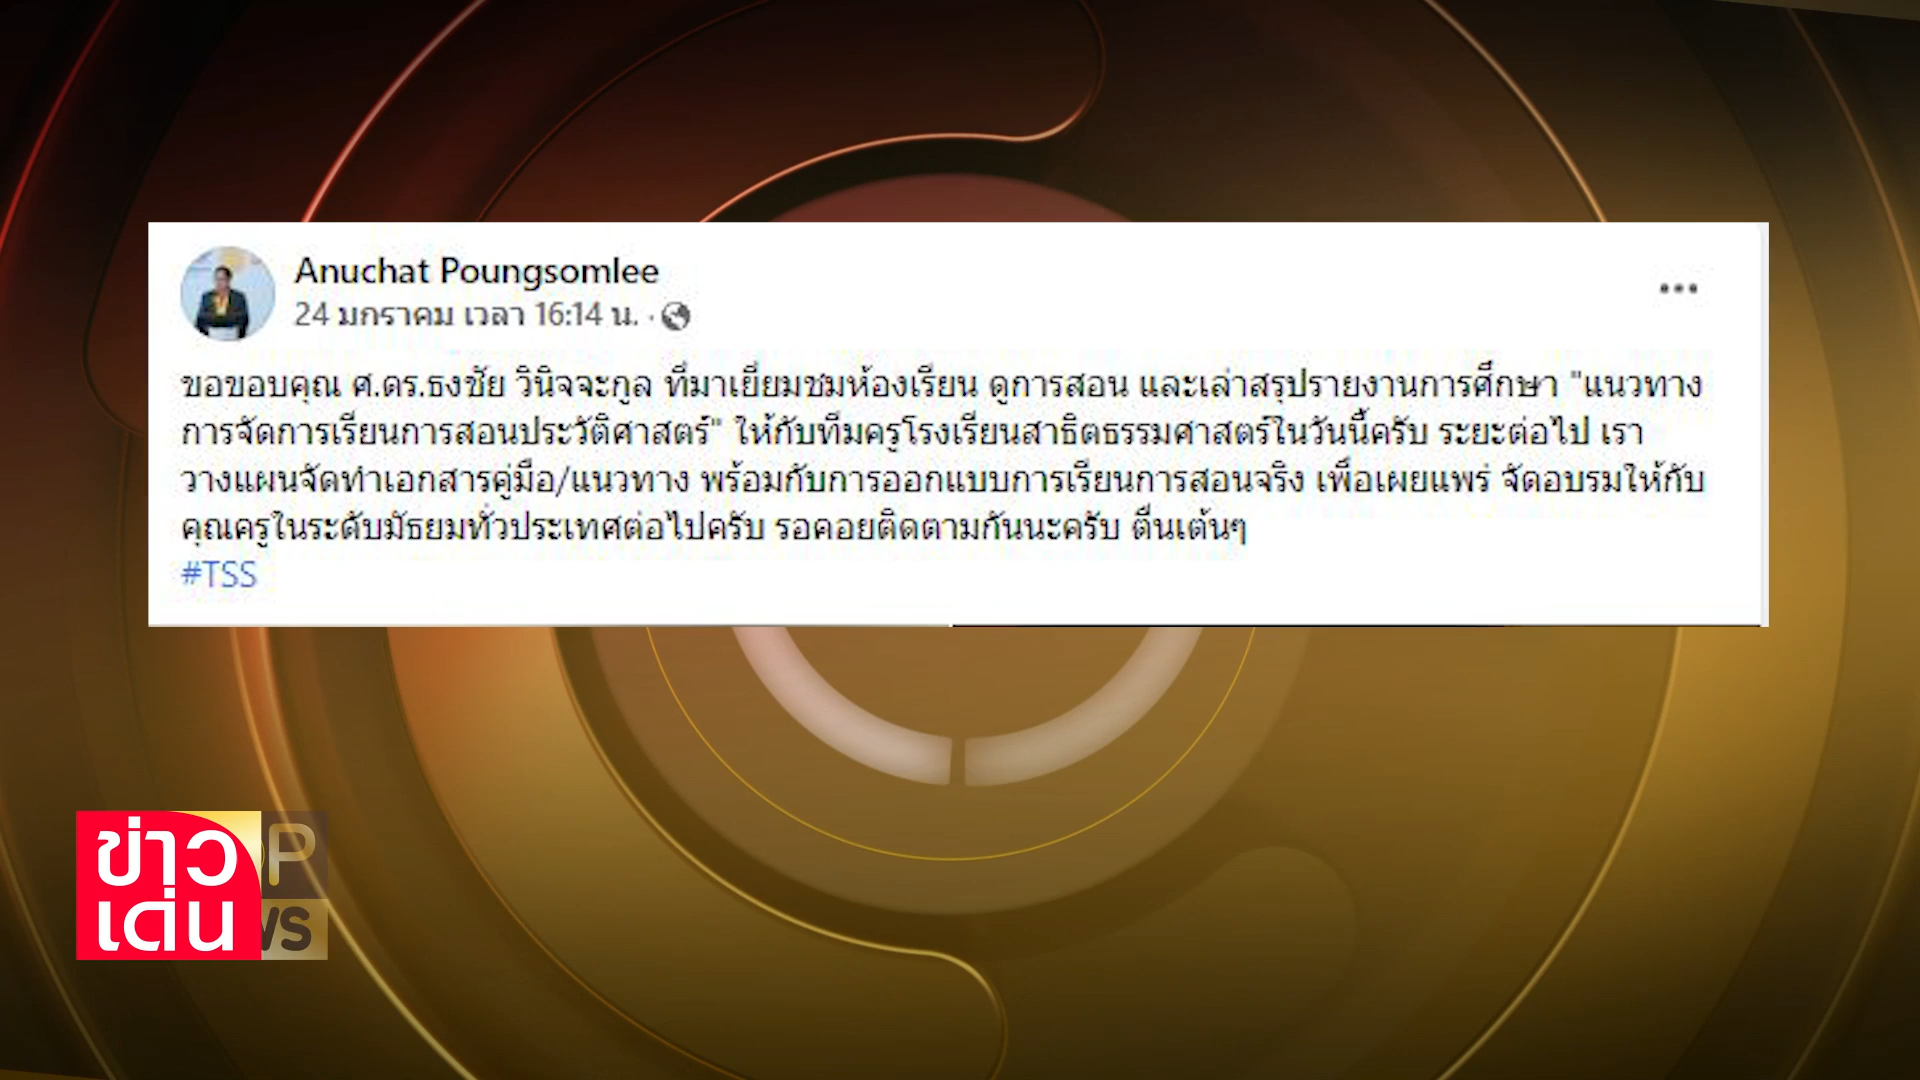 Anuchat Poungsomlee
24 มกราคม เวลา 16:14 น. ·
ขอขอบคุณ ศ.ดร.ธงชัย วินิจจะกูล ที่มาเยี่ยมชมห้องเรียน ดูการสอน และเล่าสรุปรายงานการศึกษา "แนวทาง
การจัดการเรียนการสอนประวัติศาสตร์" ให้กับทีมครูโรงเรียนสาธิตธรรมศาสตร์ในวันนี้ครับ ระยะต่อไป เรา
วางแผนจัดทำเอกสารคู่มือ/แนวทาง พร้อมกับการออกแบบการเรียนการสอนจริง เพื่อเผยแพร่ จัดอบรมให้กับ
คุณครูในระดับมัธยมทั่วประเทศต่อไปครับ รอคอยติดตามกันนะครับ ตื่นเต้นๆ
#TSS
ข่าว
เด่น